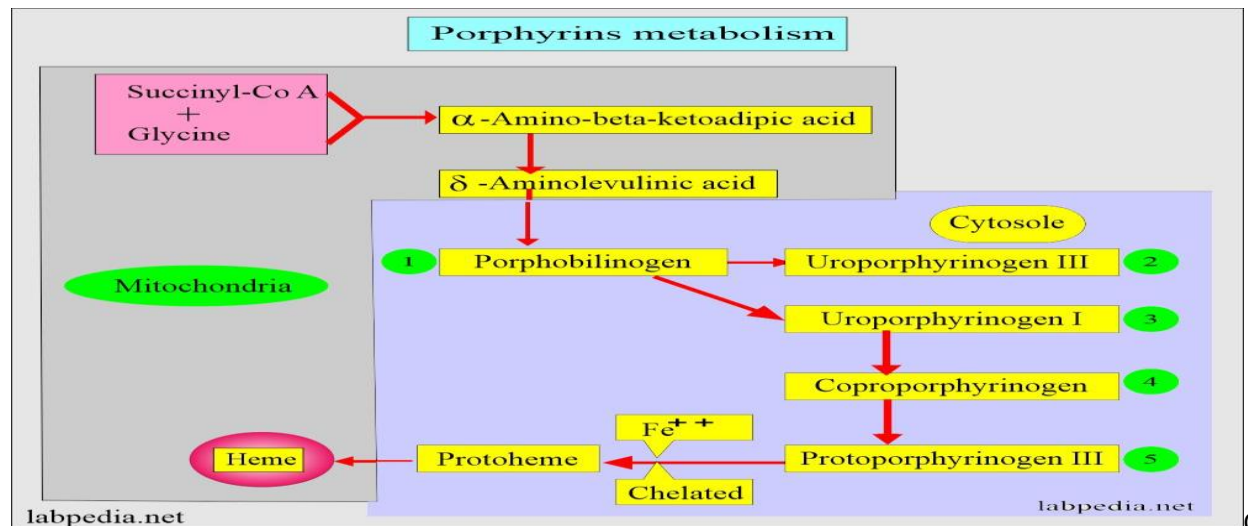 Porphyrins metabolism
Succinyl-Co A
+
Glycine
α -Amino-beta-ketoadipic acid
δ -Aminolevulinic acid
Cytosole
1
Porphobilinogen
Uroporphyrinogen III
2
Mitochondria
Uroporphyrinogen I
3
Coproporphyrinogen
4
Fe++
Heme
Protoheme
Protoporphyrinogen III
5
Chelated
labpedia.net
labpedia.net